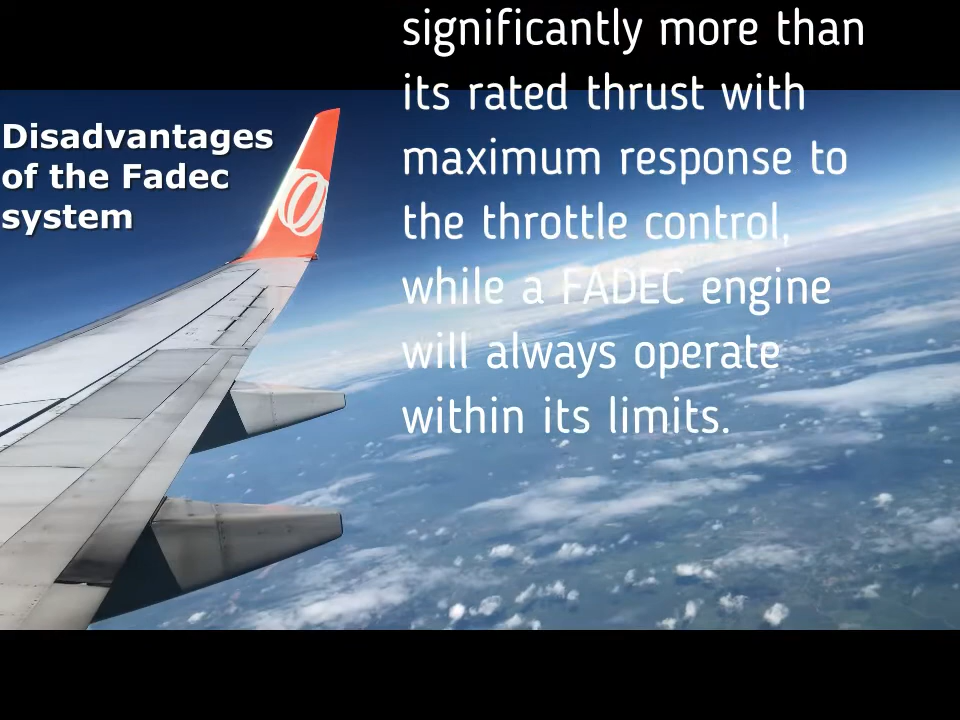 Disadvantages
of the Fadec
system
significantly more than
its rated thrust with
maximum response to
the throttle control,
while a FADEC engine
will always operate
within its limits.